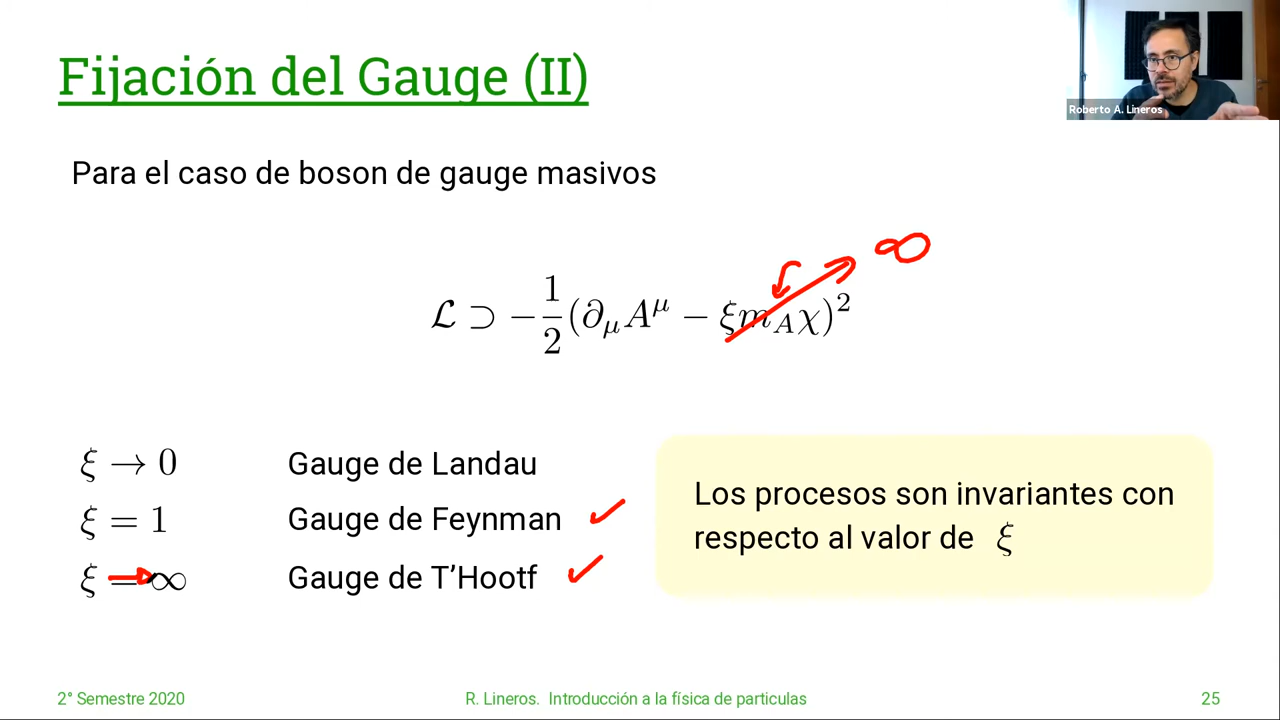 Fijación del Gauge (II)
Roberto A. Lineros
Para el caso de boson de gauge masivos
∞
ℒ ⊃ −1/2(∂_μ A^μ − ξm_Aχ)²
ξ → 0 Gauge de Landau
ξ = 1 Gauge de Feynman ✓
ξ = ∞ Gauge de T’Hootf ✓
Los procesos son invariantes con
respecto al valor de ξ
2° Semestre 2020 R. Lineros. Introducción a la física de particulas 25